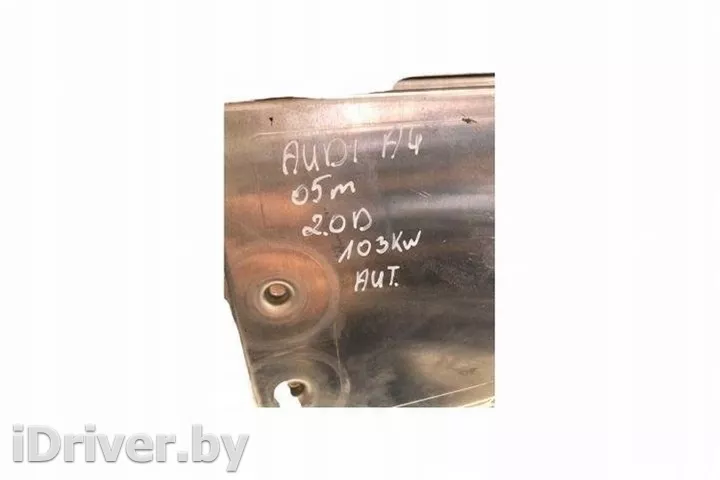 AUDI A4
05m
2.0D
103KW
AUT.
iDriver.by